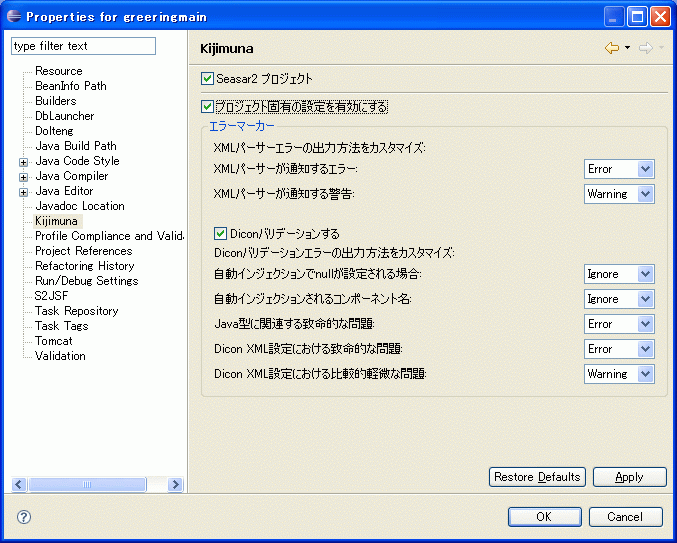 Properties for greeringmain
type filter text
Resource
BeanInfo Path
Builders
DbLauncher
Dolteng
Java Build Path
Java Code Style
Java Compiler
Java Editor
Javadoc Location
Kijimuna
Profile Compliance and Valida
Project References
Refactoring History
Run/Debug Settings
S2JSF
Task Repository
Task Tags
Tomcat
Validation
Kijimuna
Seasar2 プロジェクト
プロジェクト固有の設定を有効にする
エラーマーカー
XMLパーサーエラーの出力方法をカスタマイズ:
XMLパーサーが通知するエラー: Error
XMLパーサーが通知する警告: Warning
Diconバリデーションする
Diconバリデーションエラーの出力方法をカスタマイズ:
自動インジェクションでnullが設定される場合: Ignore
自動インジェクションされるコンポーネント名: Ignore
Java型に関連する致命的な問題: Error
Dicon XML設定における致命的な問題: Error
Dicon XML設定における比較的軽微な問題: Warning
Restore Defaults Apply
OK Cancel